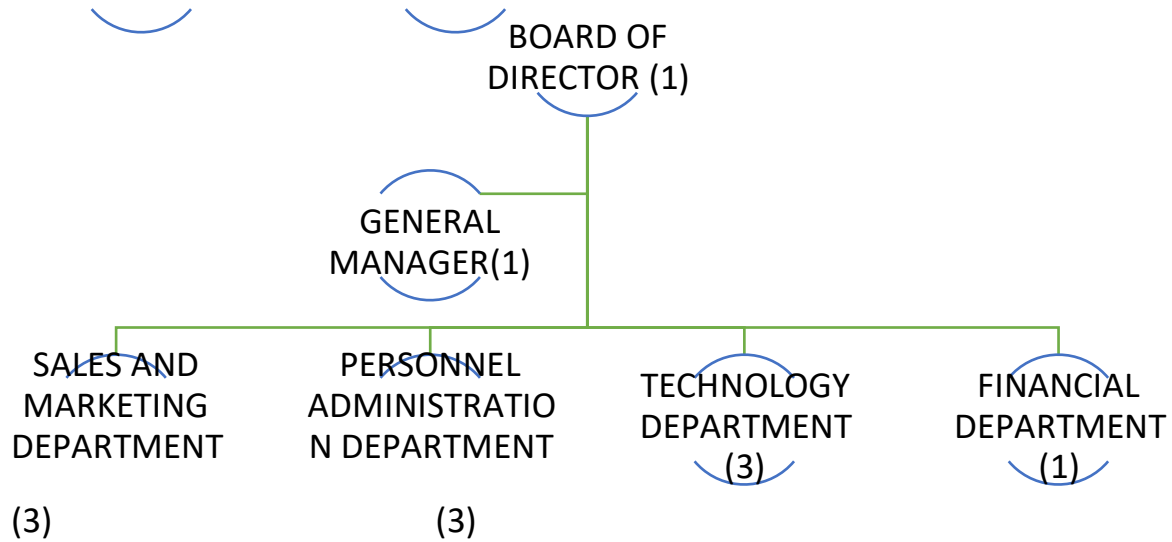 BOARD OF
DIRECTOR (1)
GENERAL
MANAGER(1)
SALES AND
MARKETING
DEPARTMENT
(3)
PERSONNEL
ADMINISTRATIO
N DEPARTMENT
(3)
TECHNOLOGY
DEPARTMENT
(3)
FINANCIAL
DEPARTMENT
(1)